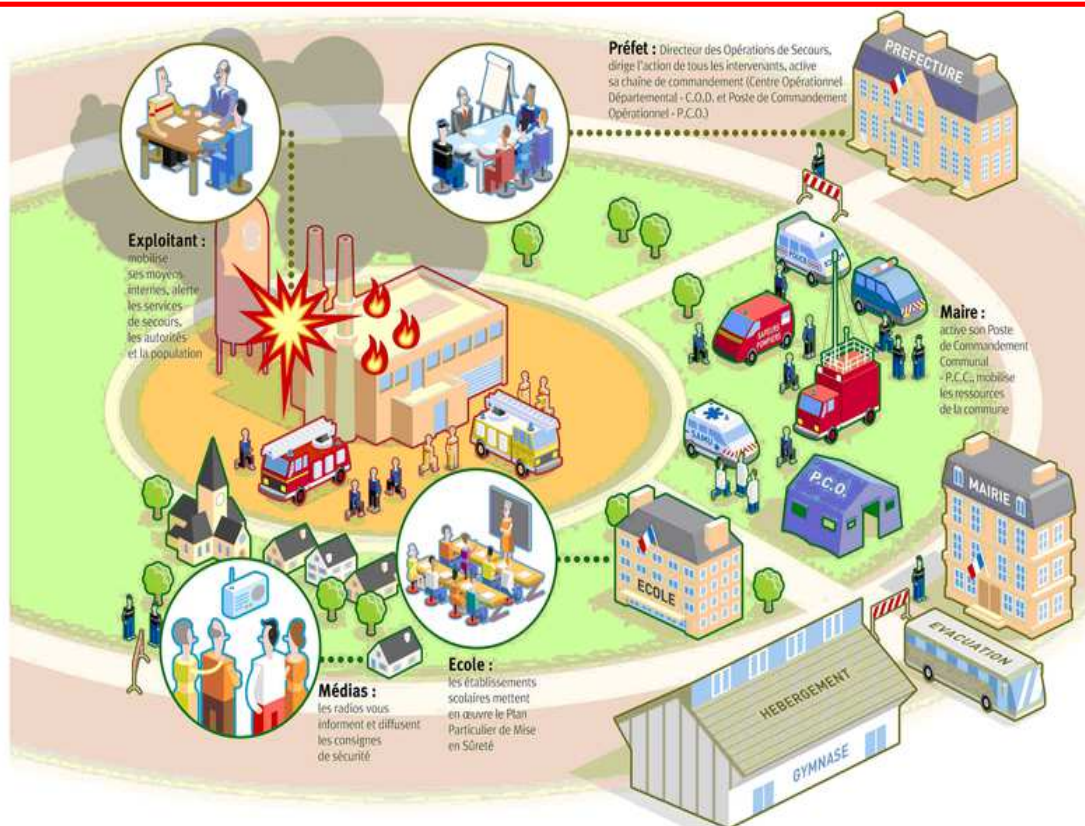 Préfet : Directeur des Opérations de Secours,
dirige l'action de tous les intervenants, active
sa chaîne de commandement (Centre Opérationnel
Départemental - C.O.D. et Poste de Commandement
Opérationnel - P.C.O.)
PREFECTURE
Exploitant :
mobilise
ses moyens
internes, alerte
les services
de secours,
les autorités
et la population
POLICE
SAPEURS
POMPIERS
Maire :
active son Poste
de Commandement
Communal
- P.C.C., mobilise
les ressources
de la commune
SAMU
P.C.O.
MAIRIE
ECOLE
EVACUATION
HEBERGEMENT
GYMNASE
Ecole :
les établissements
scolaires mettent
en œuvre le Plan
Particulier de Mise
en Sûreté
Médias :
les radios vous
informent et diffusent
les consignes
de sécurité